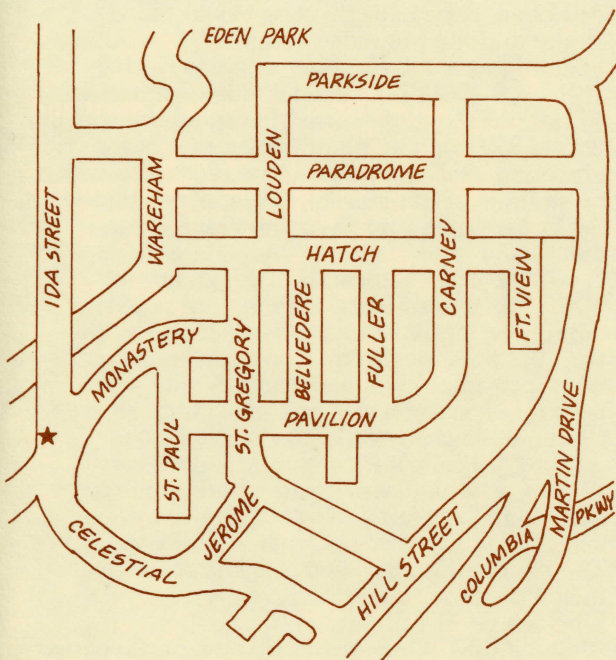 EDEN PARK
PARKSIDE
LOUDEN
PARADROME
IDA STREET
WAREHAM
HATCH
CARNEY
FT. VIEW
MONASTERY
ST. GREGORY
BELVEDERE
FULLER
PAVILION
ST. PAUL
MARTIN DRIVE
JEROME
CELESTIAL
HILL STREET
COLUMBIA
PKWY